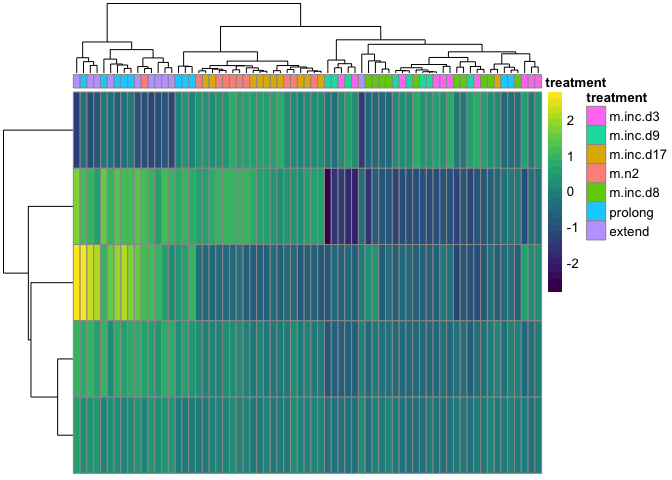 treatment
treatment
2
1
0
-1
-2
m.inc.d3
m.inc.d9
m.inc.d17
m.n2
m.inc.d8
prolong
extend